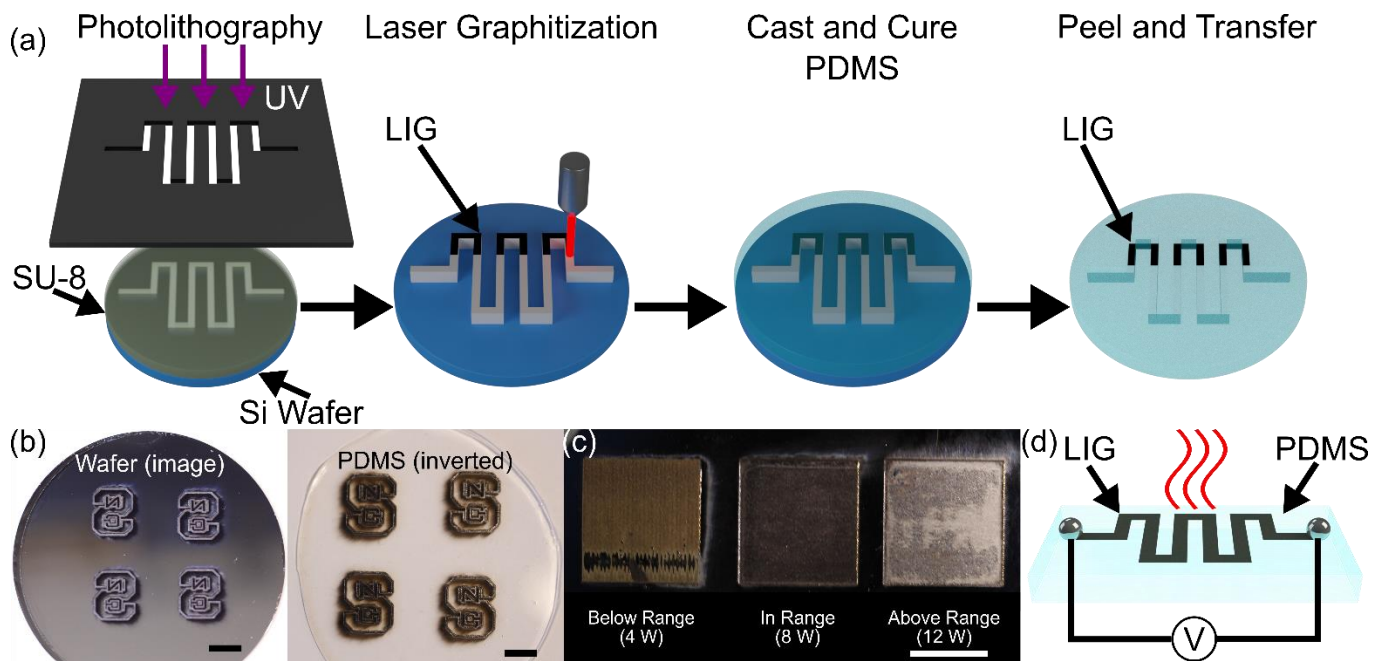 (a)
Photolithography
Laser Graphitization
Cast and Cure
PDMS
Peel and Transfer
UV
LIG
LIG
SU-8
Si Wafer
(b)
Wafer (image)
PDMS (inverted)
(c)
Below Range
(4 W)
In Range
(8 W)
Above Range
(12 W)
(d)
LIG
PDMS
V